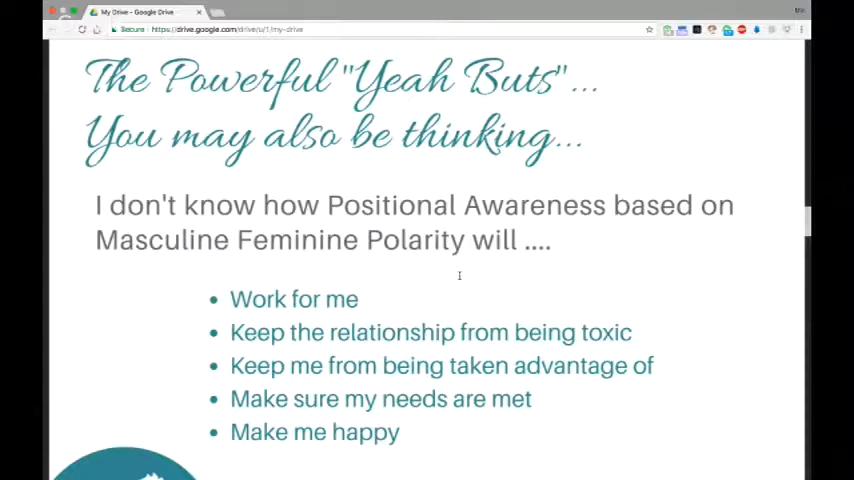 My Drive - Google Drive
Secure https://drive.google.com/drive/u/1/my-drive
The Powerful "Yeah Buts"...
You may also be thinking...
I don't know how Positional Awareness based on
Masculine Feminine Polarity will ....
• Work for me
• Keep the relationship from being toxic
• Keep me from being taken advantage of
• Make sure my needs are met
• Make me happy